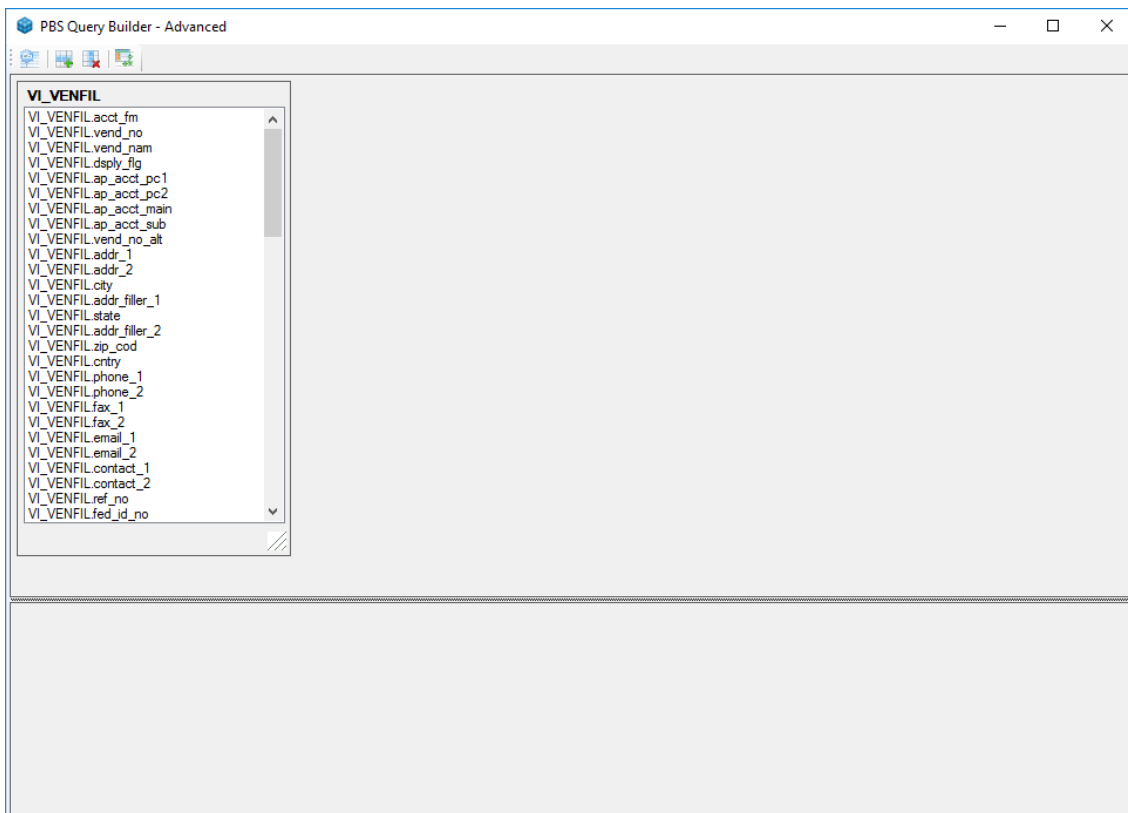 PBS Query Builder - Advanced
VI_VENFIL
VI_VENFIL.acct_fm
VI_VENFIL.vend_no
VI_VENFIL.vend_nam
VI_VENFIL.dsply_flg
VI_VENFIL.ap_acct_pc1
VI_VENFIL.ap_acct_pc2
VI_VENFIL.ap_acct_main
VI_VENFIL.ap_acct_sub
VI_VENFIL.vend_no_alt
VI_VENFIL.addr_1
VI_VENFIL.addr_2
VI_VENFIL.city
VI_VENFIL.addr_filler_1
VI_VENFIL.state
VI_VENFIL.addr_filler_2
VI_VENFIL.zip_cod
VI_VENFIL.cntry
VI_VENFIL.phone_1
VI_VENFIL.phone_2
VI_VENFIL.fax_1
VI_VENFIL.fax_2
VI_VENFIL.email_1
VI_VENFIL.email_2
VI_VENFIL.contact_1
VI_VENFIL.contact_2
VI_VENFIL.ref_no
VI_VENFIL.fed_id_no